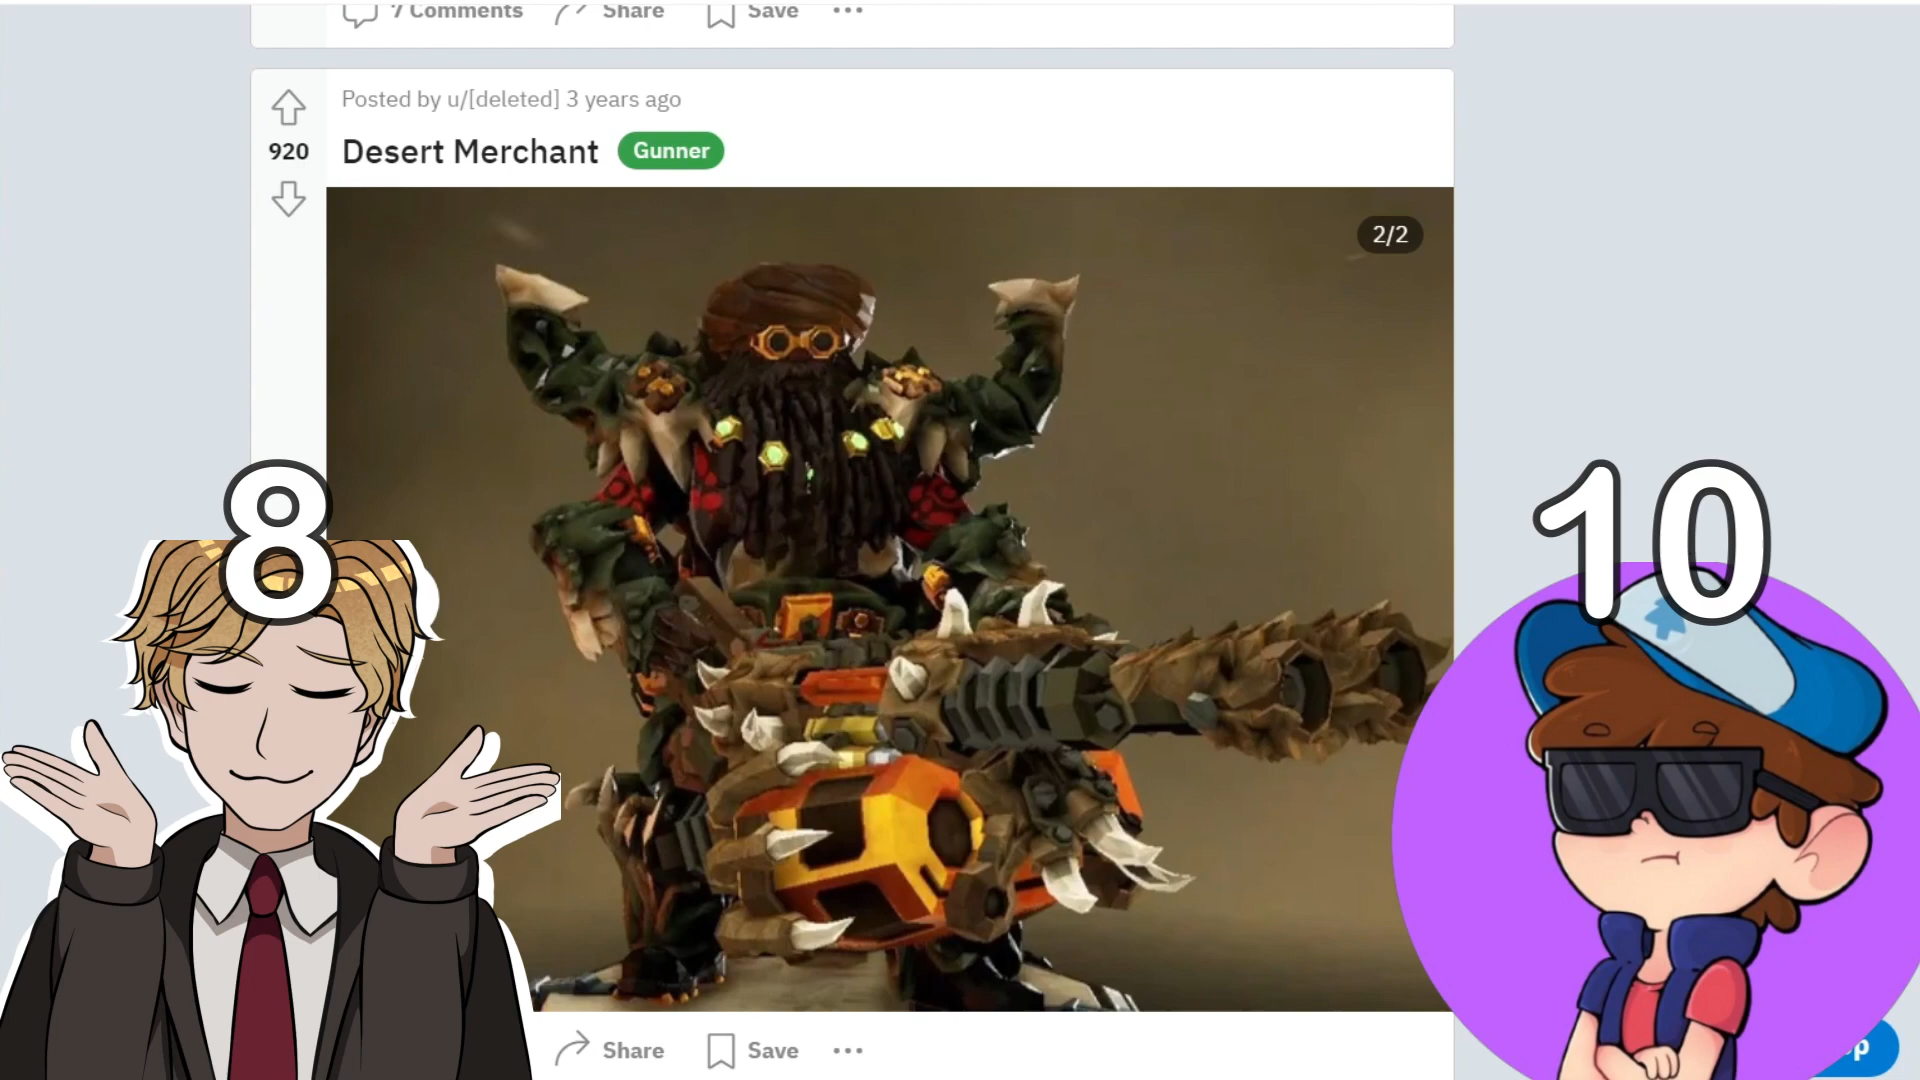 7 Comments Share Save
Posted by u/[deleted] 3 years ago
920
Desert Merchant Gunner
2/2
8
10
Share Save